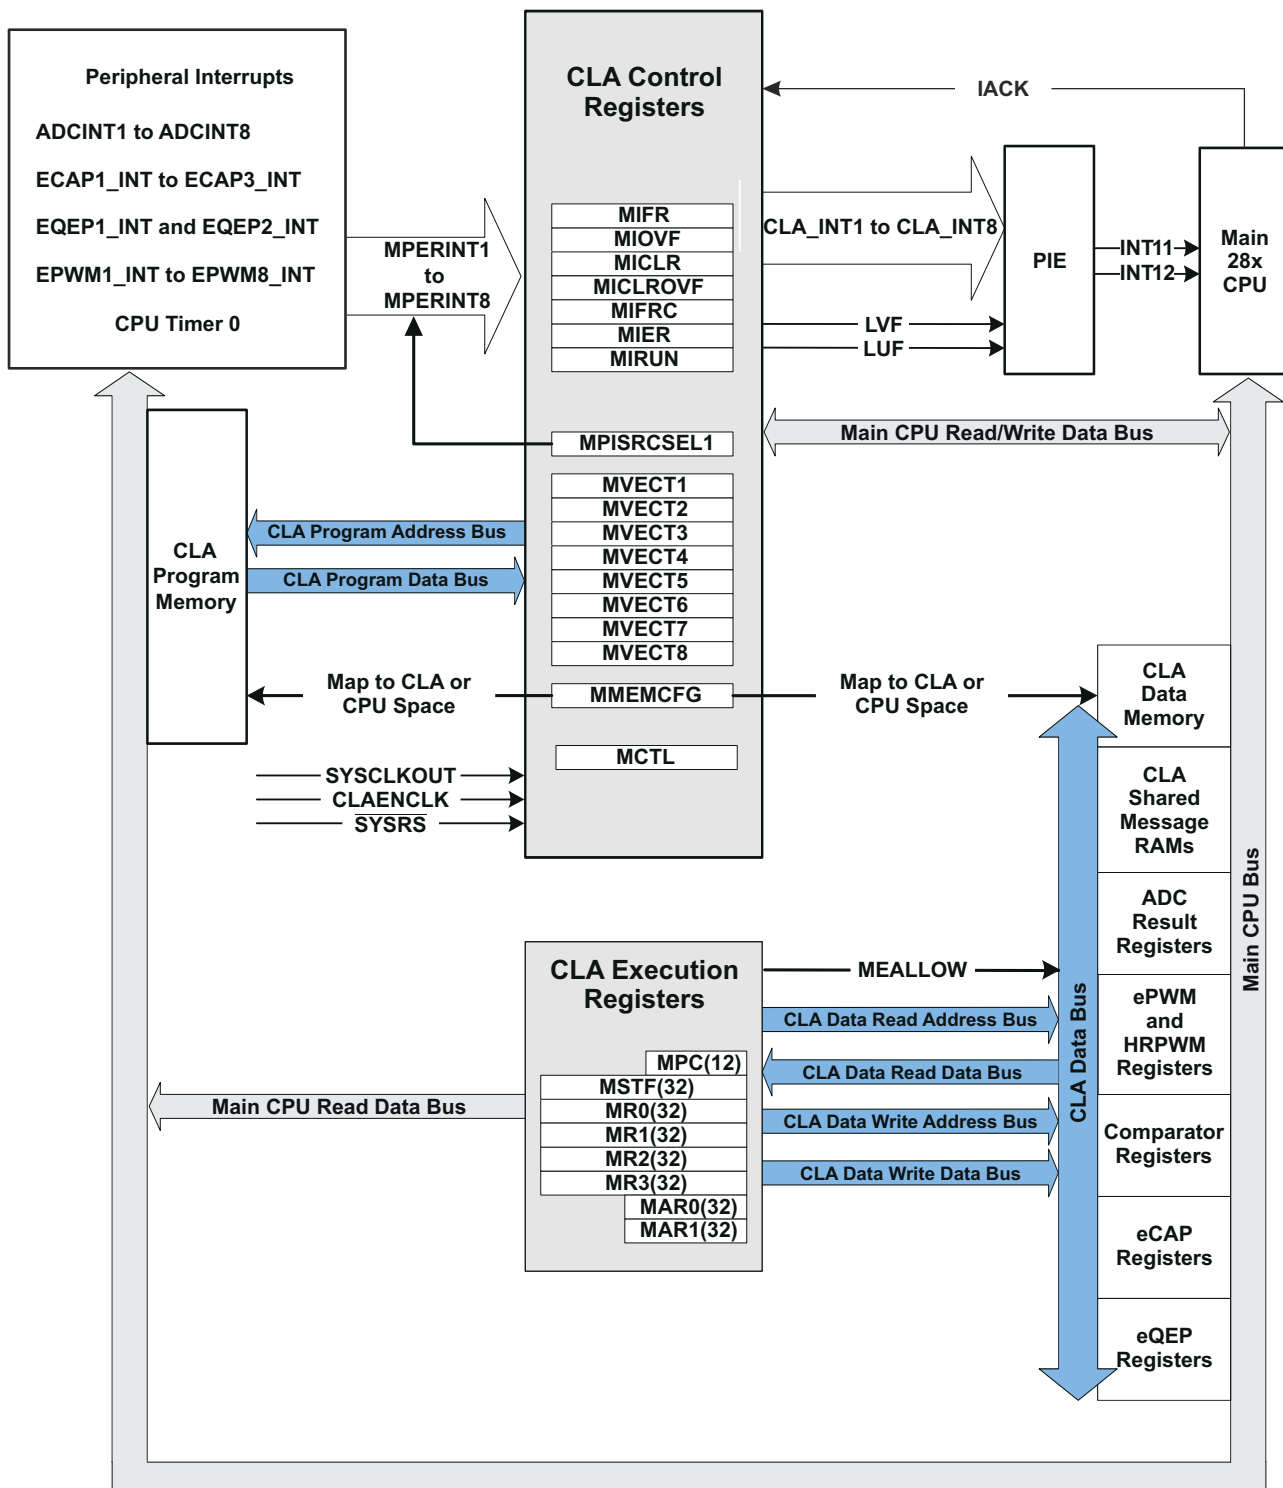 Peripheral Interrupts
ADCINT1 to ADCINT8
ECAP1_INT to ECAP3_INT
EQEP1_INT and EQEP2_INT
EPWM1_INT to EPWM8_INT
CPU Timer 0
MPERINT1
to
MPERINT8
CLA Control
Registers
MIFR
MIOVF
MICLR
MICLROVF
MIFRC
MIER
MIRUN
MPISRCSEL1
MVECT1
MVECT2
MVECT3
MVECT4
MVECT5
MVECT6
MVECT7
MVECT8
MMEMCFG
MCTL
IACK
CLA_INT1 to CLA_INT8
LVF
LUF
PIE
INT11
INT12
Main
28x
CPU
Main CPU Read/Write Data Bus
CLA Program Address Bus
CLA Program Data Bus
CLA
Program
Memory
Map to CLA or
CPU Space
Map to CLA or
CPU Space
SYSCLKOUT
CLAENCLK
SYSRS
CLA
Data
Memory
CLA
Shared
Message
RAMs
ADC
Result
Registers
ePWM
and
HRPWM
Registers
Comparator
Registers
eCAP
Registers
eQEP
Registers
Main CPU Bus
CLA Data Bus
CLA Execution
Registers
MPC(12)
MSTF(32)
MR0(32)
MR1(32)
MR2(32)
MR3(32)
MAR0(32)
MAR1(32)
MEALLOW
CLA Data Read Address Bus
CLA Data Read Data Bus
CLA Data Write Address Bus
CLA Data Write Data Bus
Main CPU Read Data Bus